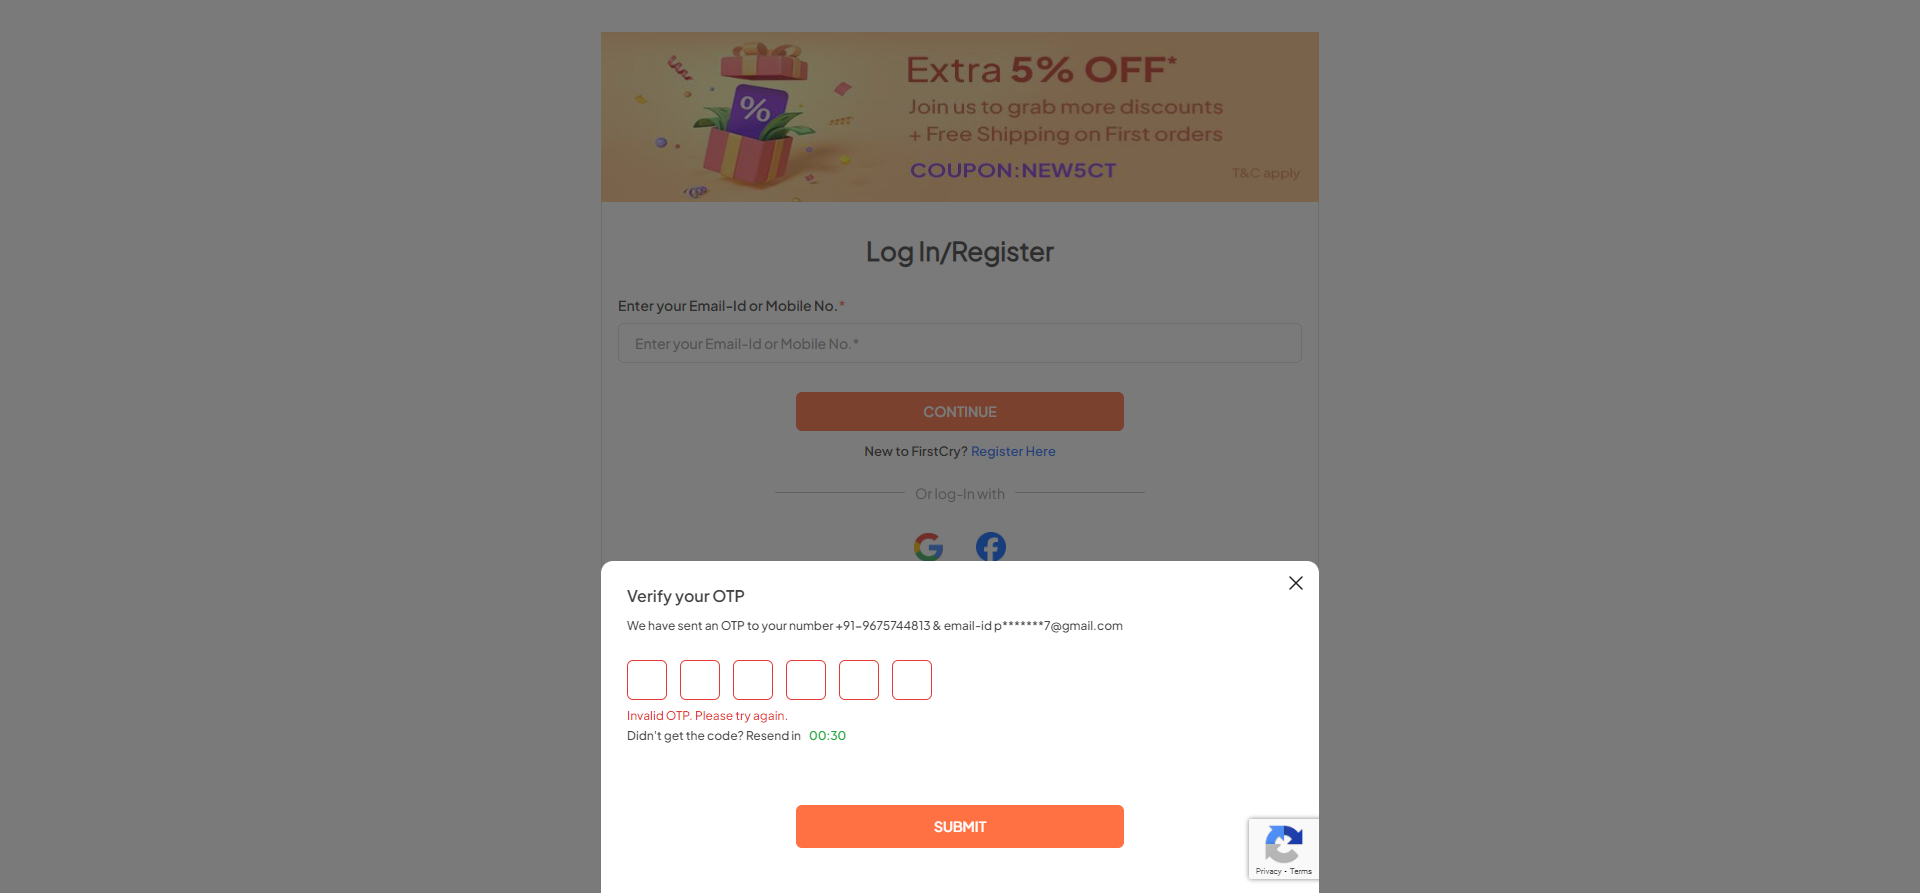 Extra 5% OFF*
Join us to grab more discounts
+ Free Shipping on First orders
COUPON:NEW5CT
T&C apply
%
Log In/Register
Enter your Email-Id or Mobile No.*
Enter your Email-Id or Mobile No.*
CONTINUE
New to FirstCry? Register Here
Or log-In with
Verify your OTP
We have sent an OTP to your number +91-9675744813 & email-id p*******7@gmail.com
Invalid OTP. Please try again.
Didn't get the code? Resend in 00:30
SUBMIT
Privacy - Terms